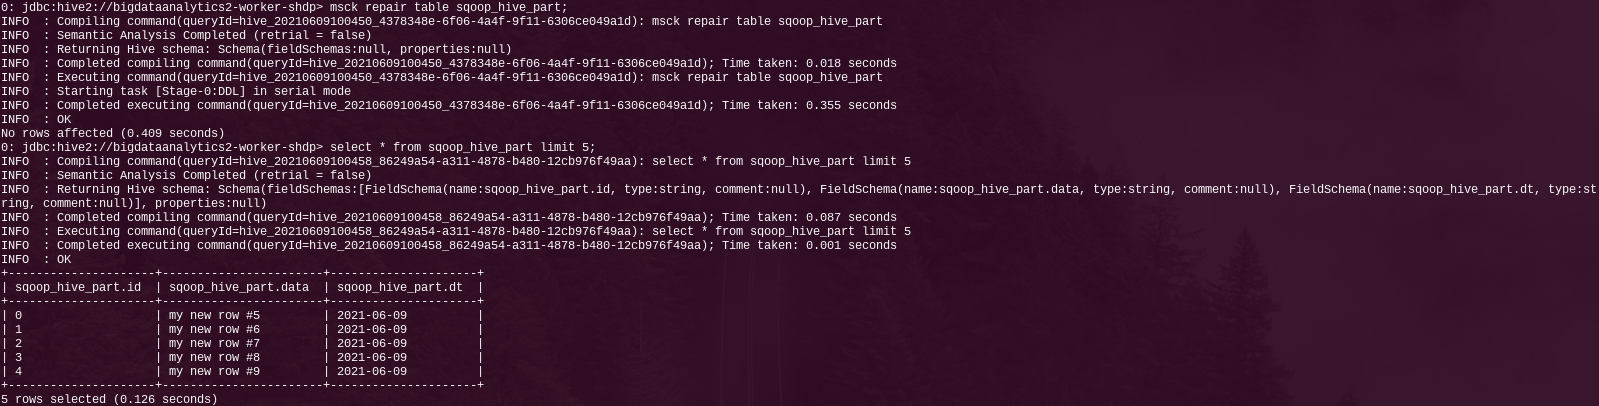 0: jdbc:hive2://bigdataanalytics2-worker-shdp> msck repair table sqoop_hive_part;
INFO  : Compiling command(queryId=hive_20210609100450_4378348e-6f06-4a4f-9f11-6306ce049a1d): msck repair table sqoop_hive_part
INFO  : Semantic Analysis Completed (retrial = false)
INFO  : Returning Hive schema: Schema(fieldSchemas:null, properties:null)
INFO  : Completed compiling command(queryId=hive_20210609100450_4378348e-6f06-4a4f-9f11-6306ce049a1d); Time taken: 0.018 seconds
INFO  : Executing command(queryId=hive_20210609100450_4378348e-6f06-4a4f-9f11-6306ce049a1d): msck repair table sqoop_hive_part
INFO  : Starting task [Stage-0:DDL] in serial mode
INFO  : Completed executing command(queryId=hive_20210609100450_4378348e-6f06-4a4f-9f11-6306ce049a1d); Time taken: 0.355 seconds
INFO  : OK
No rows affected (0.409 seconds)
0: jdbc:hive2://bigdataanalytics2-worker-shdp> select * from sqoop_hive_part limit 5;
INFO  : Compiling command(queryId=hive_20210609100458_86249a54-a311-4878-b480-12cb976f49aa): select * from sqoop_hive_part limit 5
INFO  : Semantic Analysis Completed (retrial = false)
INFO  : Returning Hive schema: Schema(fieldSchemas:[FieldSchema(name:sqoop_hive_part.id, type:string, comment:null), FieldSchema(name:sqoop_hive_part.data, type:string, comment:null), FieldSchema(name:sqoop_hive_part.dt, type:st
ring, comment:null)], properties:null)
INFO  : Completed compiling command(queryId=hive_20210609100458_86249a54-a311-4878-b480-12cb976f49aa); Time taken: 0.087 seconds
INFO  : Executing command(queryId=hive_20210609100458_86249a54-a311-4878-b480-12cb976f49aa): select * from sqoop_hive_part limit 5
INFO  : Completed executing command(queryId=hive_20210609100458_86249a54-a311-4878-b480-12cb976f49aa); Time taken: 0.001 seconds
INFO  : OK
+---------------------+-----------------------+---------------------+
| sqoop_hive_part.id  | sqoop_hive_part.data  | sqoop_hive_part.dt  |
+---------------------+-----------------------+---------------------+
| 0                   | my new row #5         | 2021-06-09          |
| 1                   | my new row #6         | 2021-06-09          |
| 2                   | my new row #7         | 2021-06-09          |
| 3                   | my new row #8         | 2021-06-09          |
| 4                   | my new row #9         | 2021-06-09          |
+---------------------+-----------------------+---------------------+
5 rows selected (0.126 seconds)